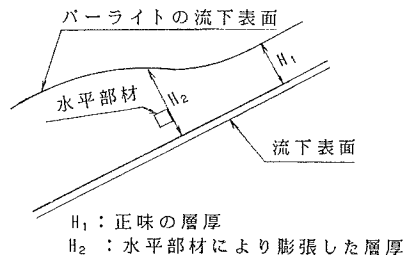 パーライトの流下表面
H₁
水平部材
H₂
流下表面
H₁：正味の層厚
H₂：水平部材により膨張した層厚